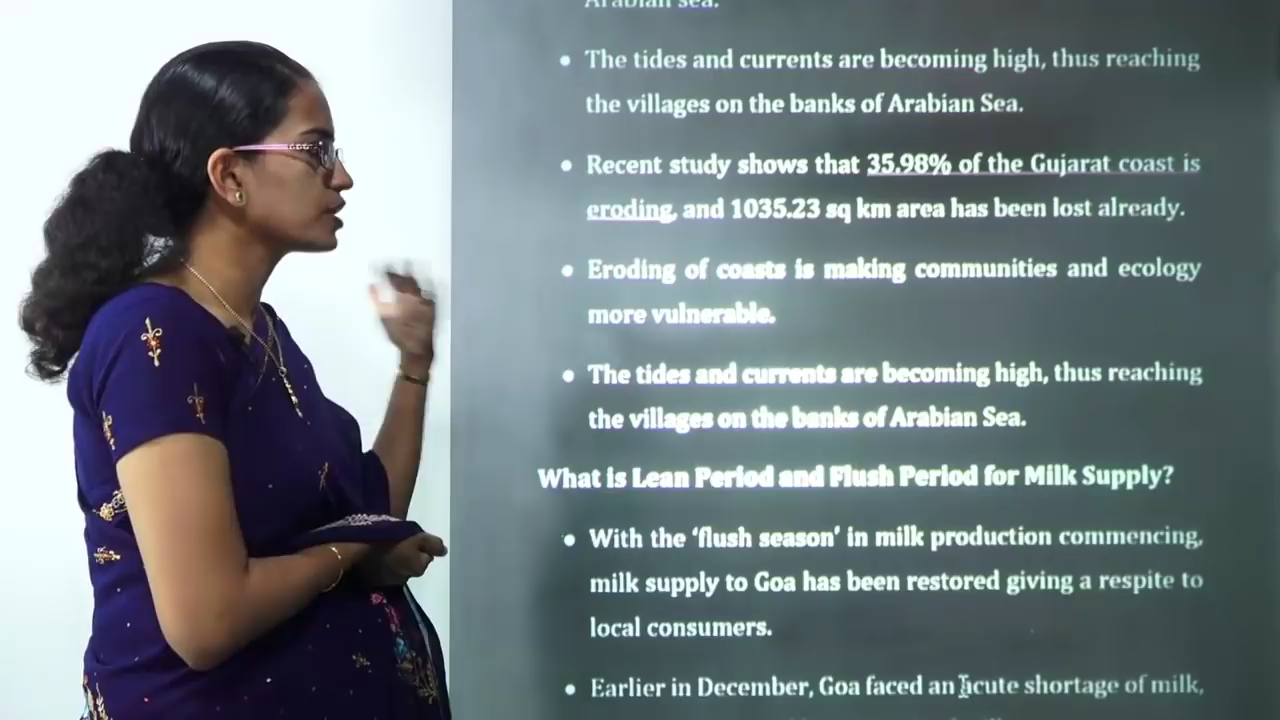 Arabian sea.
• The tides and currents are becoming high, thus reaching
the villages on the banks of Arabian Sea.
• Recent study shows that 35.98% of the Gujarat coast is
eroding, and 1035.23 sq km area has been lost already.
• Eroding of coasts is making communities and ecology
more vulnerable.
• The tides and currents are becoming high, thus reaching
the villages on the banks of Arabian Sea.
What is Lean Period and Flush Period for Milk Supply?
• With the ‘flush season’ in milk production commencing,
milk supply to Goa has been restored giving a respite to
local consumers.
• Earlier in December, Goa faced an acute shortage of milk,